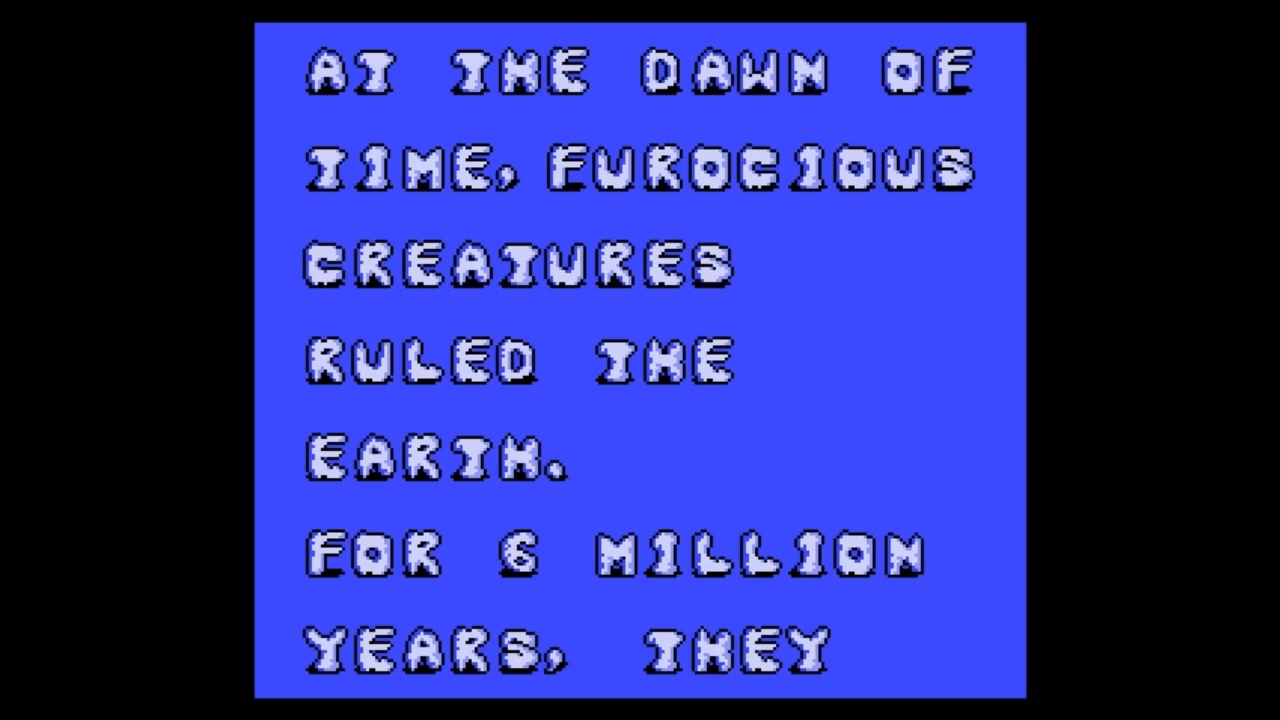 AT THE DAWN OF
TIME, FUROCIOUS
CREATURES
RULED THE
EARTH.
FOR 6 MILLION
YEARS, THEY